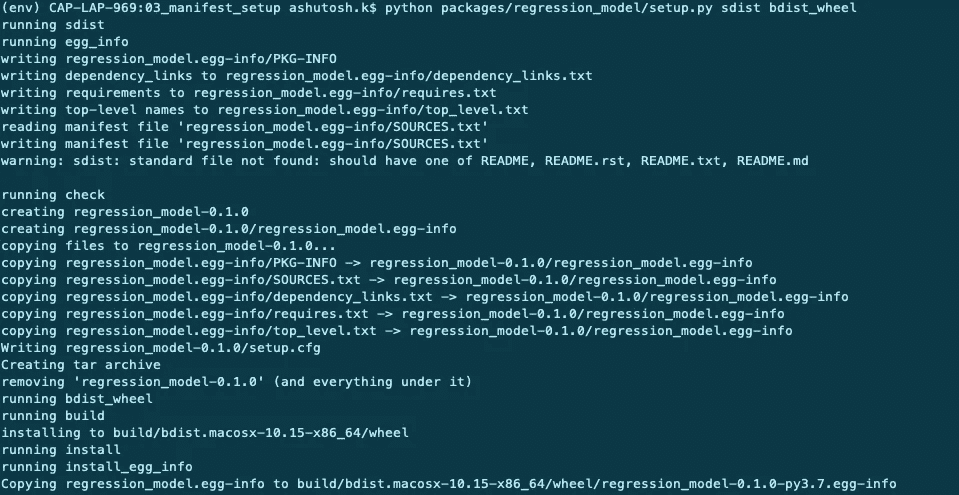 (env) CAP-LAP-969:03_manifest_setup ashutosh.k$ python packages/regression_model/setup.py sdist bdist_wheel
running sdist
running egg_info
writing regression_model.egg-info/PKG-INFO
writing dependency_links to regression_model.egg-info/dependency_links.txt
writing requirements to regression_model.egg-info/requires.txt
writing top-level names to regression_model.egg-info/top_level.txt
reading manifest file 'regression_model.egg-info/SOURCES.txt'
writing manifest file 'regression_model.egg-info/SOURCES.txt'
warning: sdist: standard file not found: should have one of README, README.rst, README.txt, README.md
running check
creating regression_model-0.1.0
creating regression_model-0.1.0/regression_model.egg-info
copying files to regression_model-0.1.0...
copying regression_model.egg-info/PKG-INFO -> regression_model-0.1.0/regression_model.egg-info
copying regression_model.egg-info/SOURCES.txt -> regression_model-0.1.0/regression_model.egg-info
copying regression_model.egg-info/dependency_links.txt -> regression_model-0.1.0/regression_model.egg-info
copying regression_model.egg-info/requires.txt -> regression_model-0.1.0/regression_model.egg-info
copying regression_model.egg-info/top_level.txt -> regression_model-0.1.0/regression_model.egg-info
Writing regression_model-0.1.0/setup.cfg
Creating tar archive
removing 'regression_model-0.1.0' (and everything under it)
running bdist_wheel
running build
installing to build/bdist.macosx-10.15-x86_64/wheel
running install
running install_egg_info
Copying regression_model.egg-info to build/bdist.macosx-10.15-x86_64/wheel/regression_model-0.1.0-py3.7.egg-info